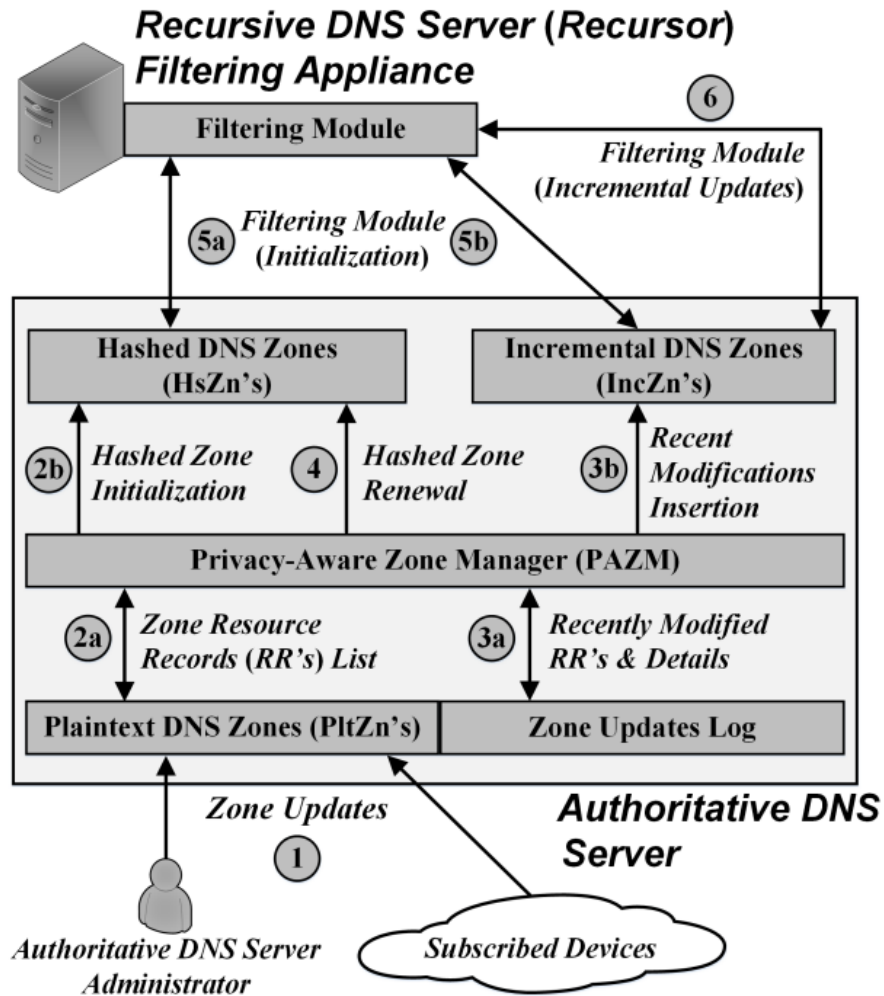 Recursive DNS Server (Recursor)
Filtering Appliance
Filtering Module
6
Filtering Module
(Incremental Updates)
5a
Filtering Module
(Initialization)
5b
Hashed DNS Zones
(HsZn's)
Incremental DNS Zones
(IncZn's)
2b
Hashed Zone
Initialization
4
Hashed Zone
Renewal
3b
Recent
Modifications
Insertion
Privacy-Aware Zone Manager (PAZM)
2a
Zone Resource
Records (RR's) List
3a
Recently Modified
RR's & Details
Plaintext DNS Zones (PltZn's)
Zone Updates Log
Zone Updates
1
Authoritative DNS
Server
Authoritative DNS Server
Administrator
Subscribed Devices